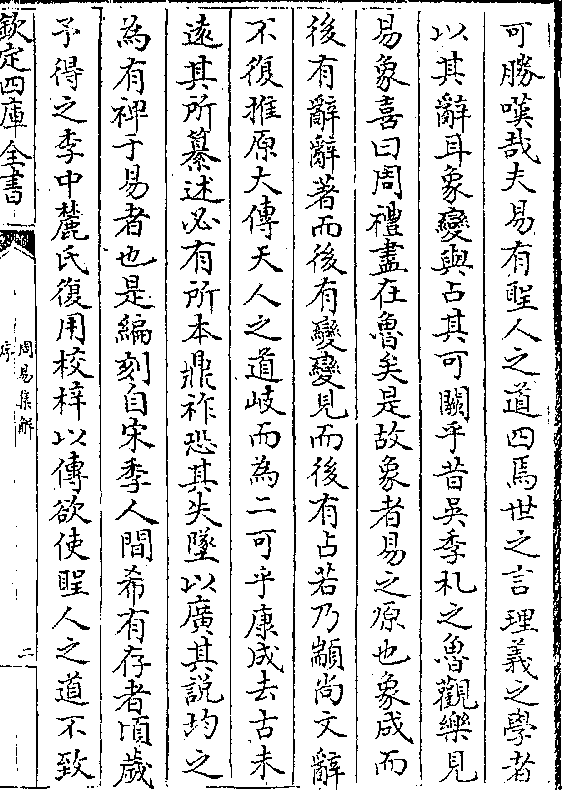 可勝嘆哉夫易有聖人之道四焉世之言理義之學者
以其辭耳象變與占其可闕乎昔吳季札之魯觀樂見
易象喜曰周禮盡在魯矣是故象者易之原也象成而
後有辭辭著而後有變變見而後有占若乃顓尚文辭
不復推原大傳天人之道岐而為二可乎康成去古未
逺其所纂述必有所本鼎祚恐其失墜以廣其說均之
為有禆于易者也是編刻自宋季人間希有存者頃歲
予得之李中麓氏復用校梓以傳欲使聖人之道不致
欽定四庫全書
周易集解
序
二